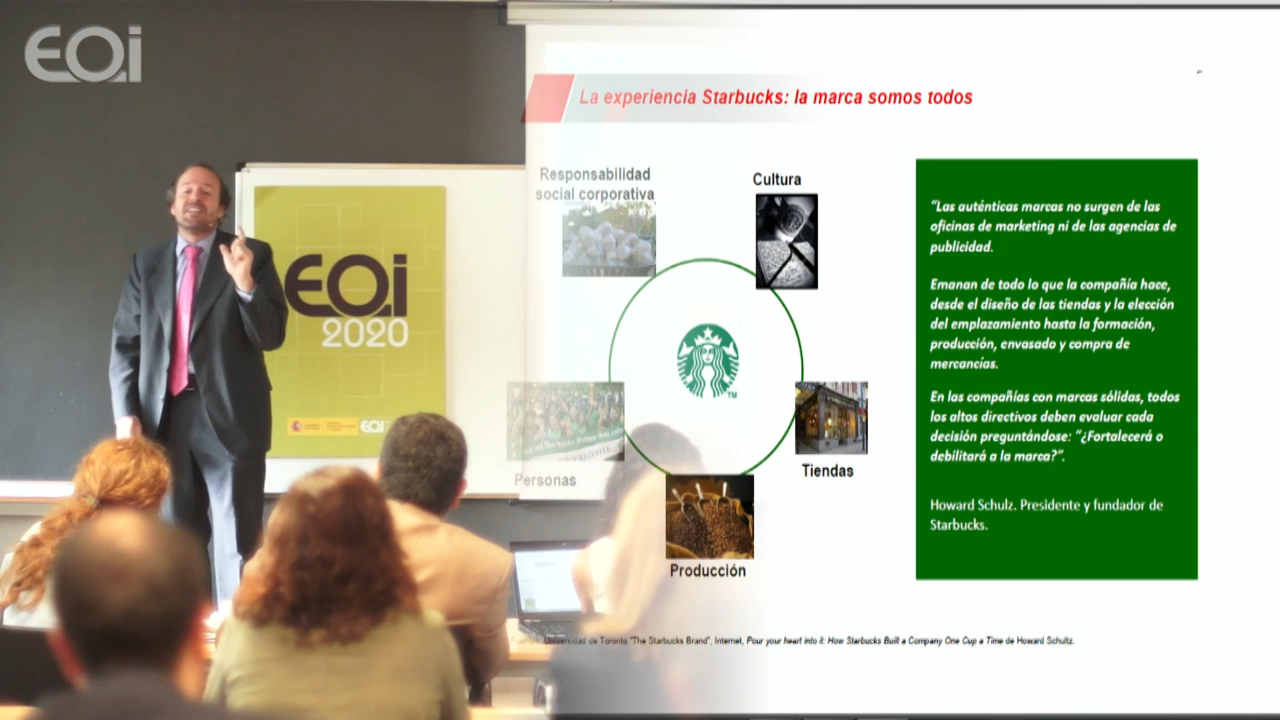 EOi
La experiencia Starbucks: la marca somos todos
Responsabilidad
social corporativa
Cultura
EOi
2020
EOi
TM
Personas
Tiendas
Producción
“Las auténticas marcas no surgen de las
oficinas de marketing ni de las agencias de
publicidad.
Emanan de todo lo que la compañía hace,
desde el diseño de las tiendas y la elección
del emplazamiento hasta la formación,
producción, envasado y compra de
mercancías.
En las compañías con marcas sólidas, todos
los altos directivos deben evaluar cada
decisión preguntándose: “¿Fortalecerá o
debilitará a la marca?”.
Howard Schulz. Presidente y fundador de
Starbucks.
Fuentes: Universidad de Toronto “The Starbucks Brand”, Internet, Pour your heart into it: How Starbucks Built a Company One Cup a Time de Howard Schultz.